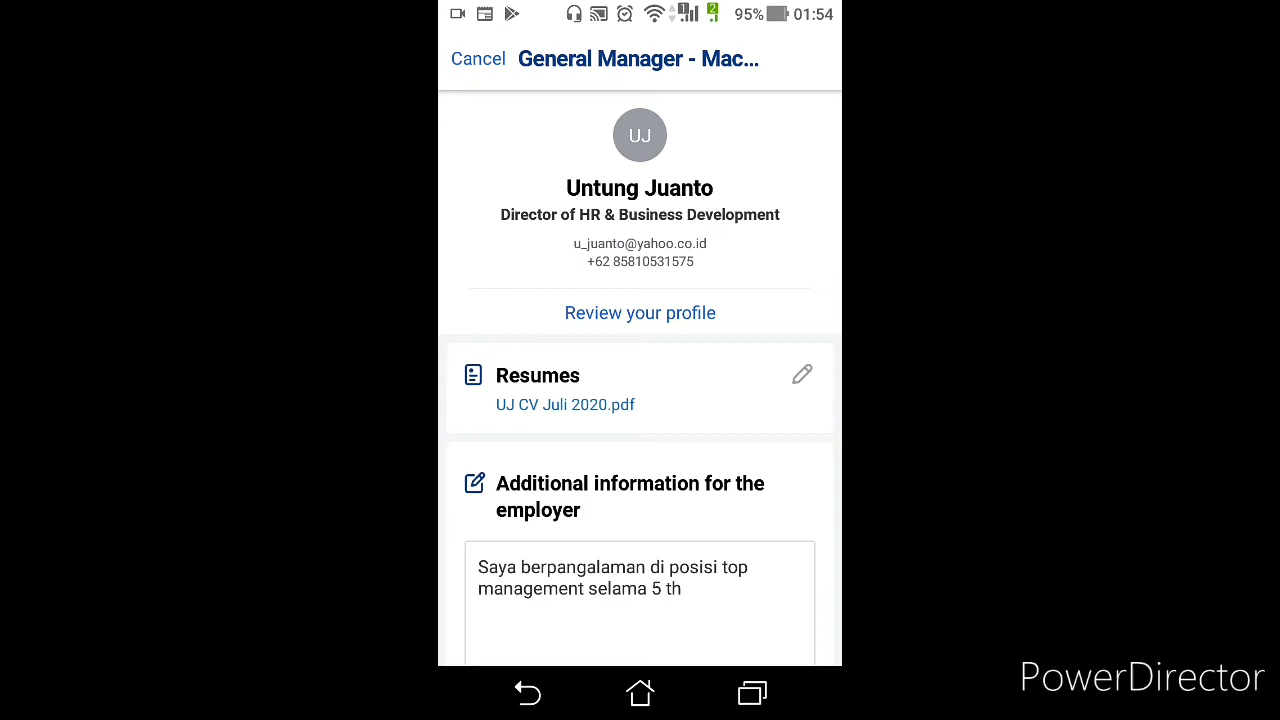 1 2 95% 01:54
Cancel General Manager - Mac...
UJ
Untung Juanto
Director of HR & Business Development
u_juanto@yahoo.co.id
+62 85810531575
Review your profile
Resumes
UJ CV Juli 2020.pdf
Additional information for the
employer
Saya berpangalaman di posisi top
management selama 5 th
PowerDirector